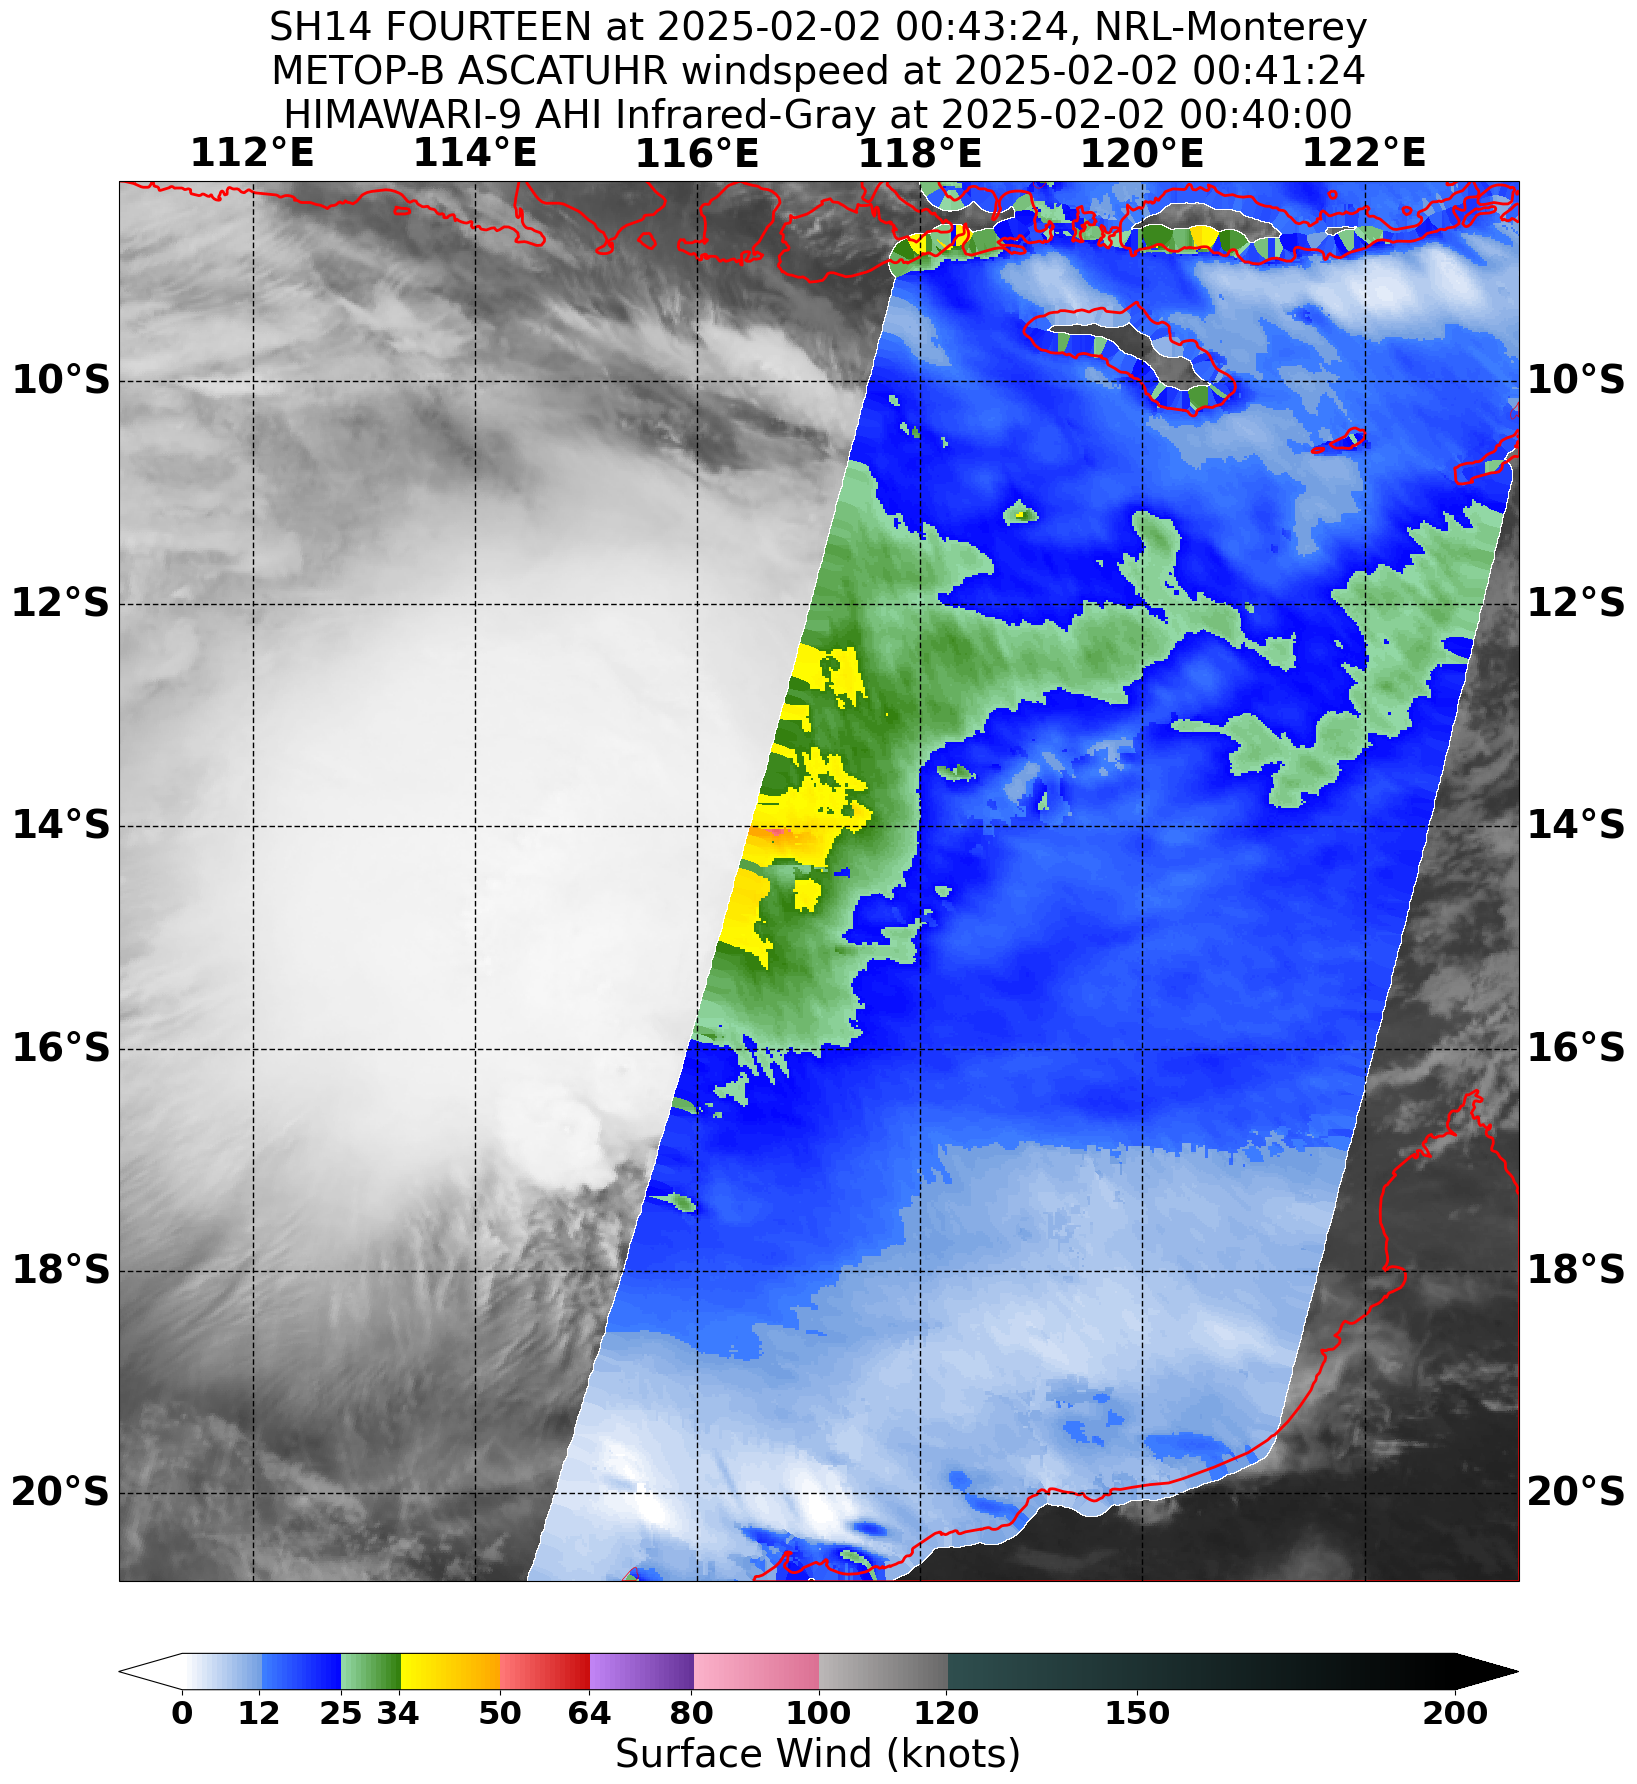 SH14 FOURTEEN at 2025-02-02 00:43:24, NRL-Monterey
METOP-B ASCATUHR windspeed at 2025-02-02 00:41:24
HIMAWARI-9 AHI Infrared-Gray at 2025-02-02 00:40:00
112°E 114°E 116°E 118°E 120°E 122°E
10°S 10°S
12°S 12°S
14°S 14°S
16°S 16°S
18°S 18°S
20°S 20°S
0 12 25 34 50 64 80 100 120 150 200
Surface Wind (knots)